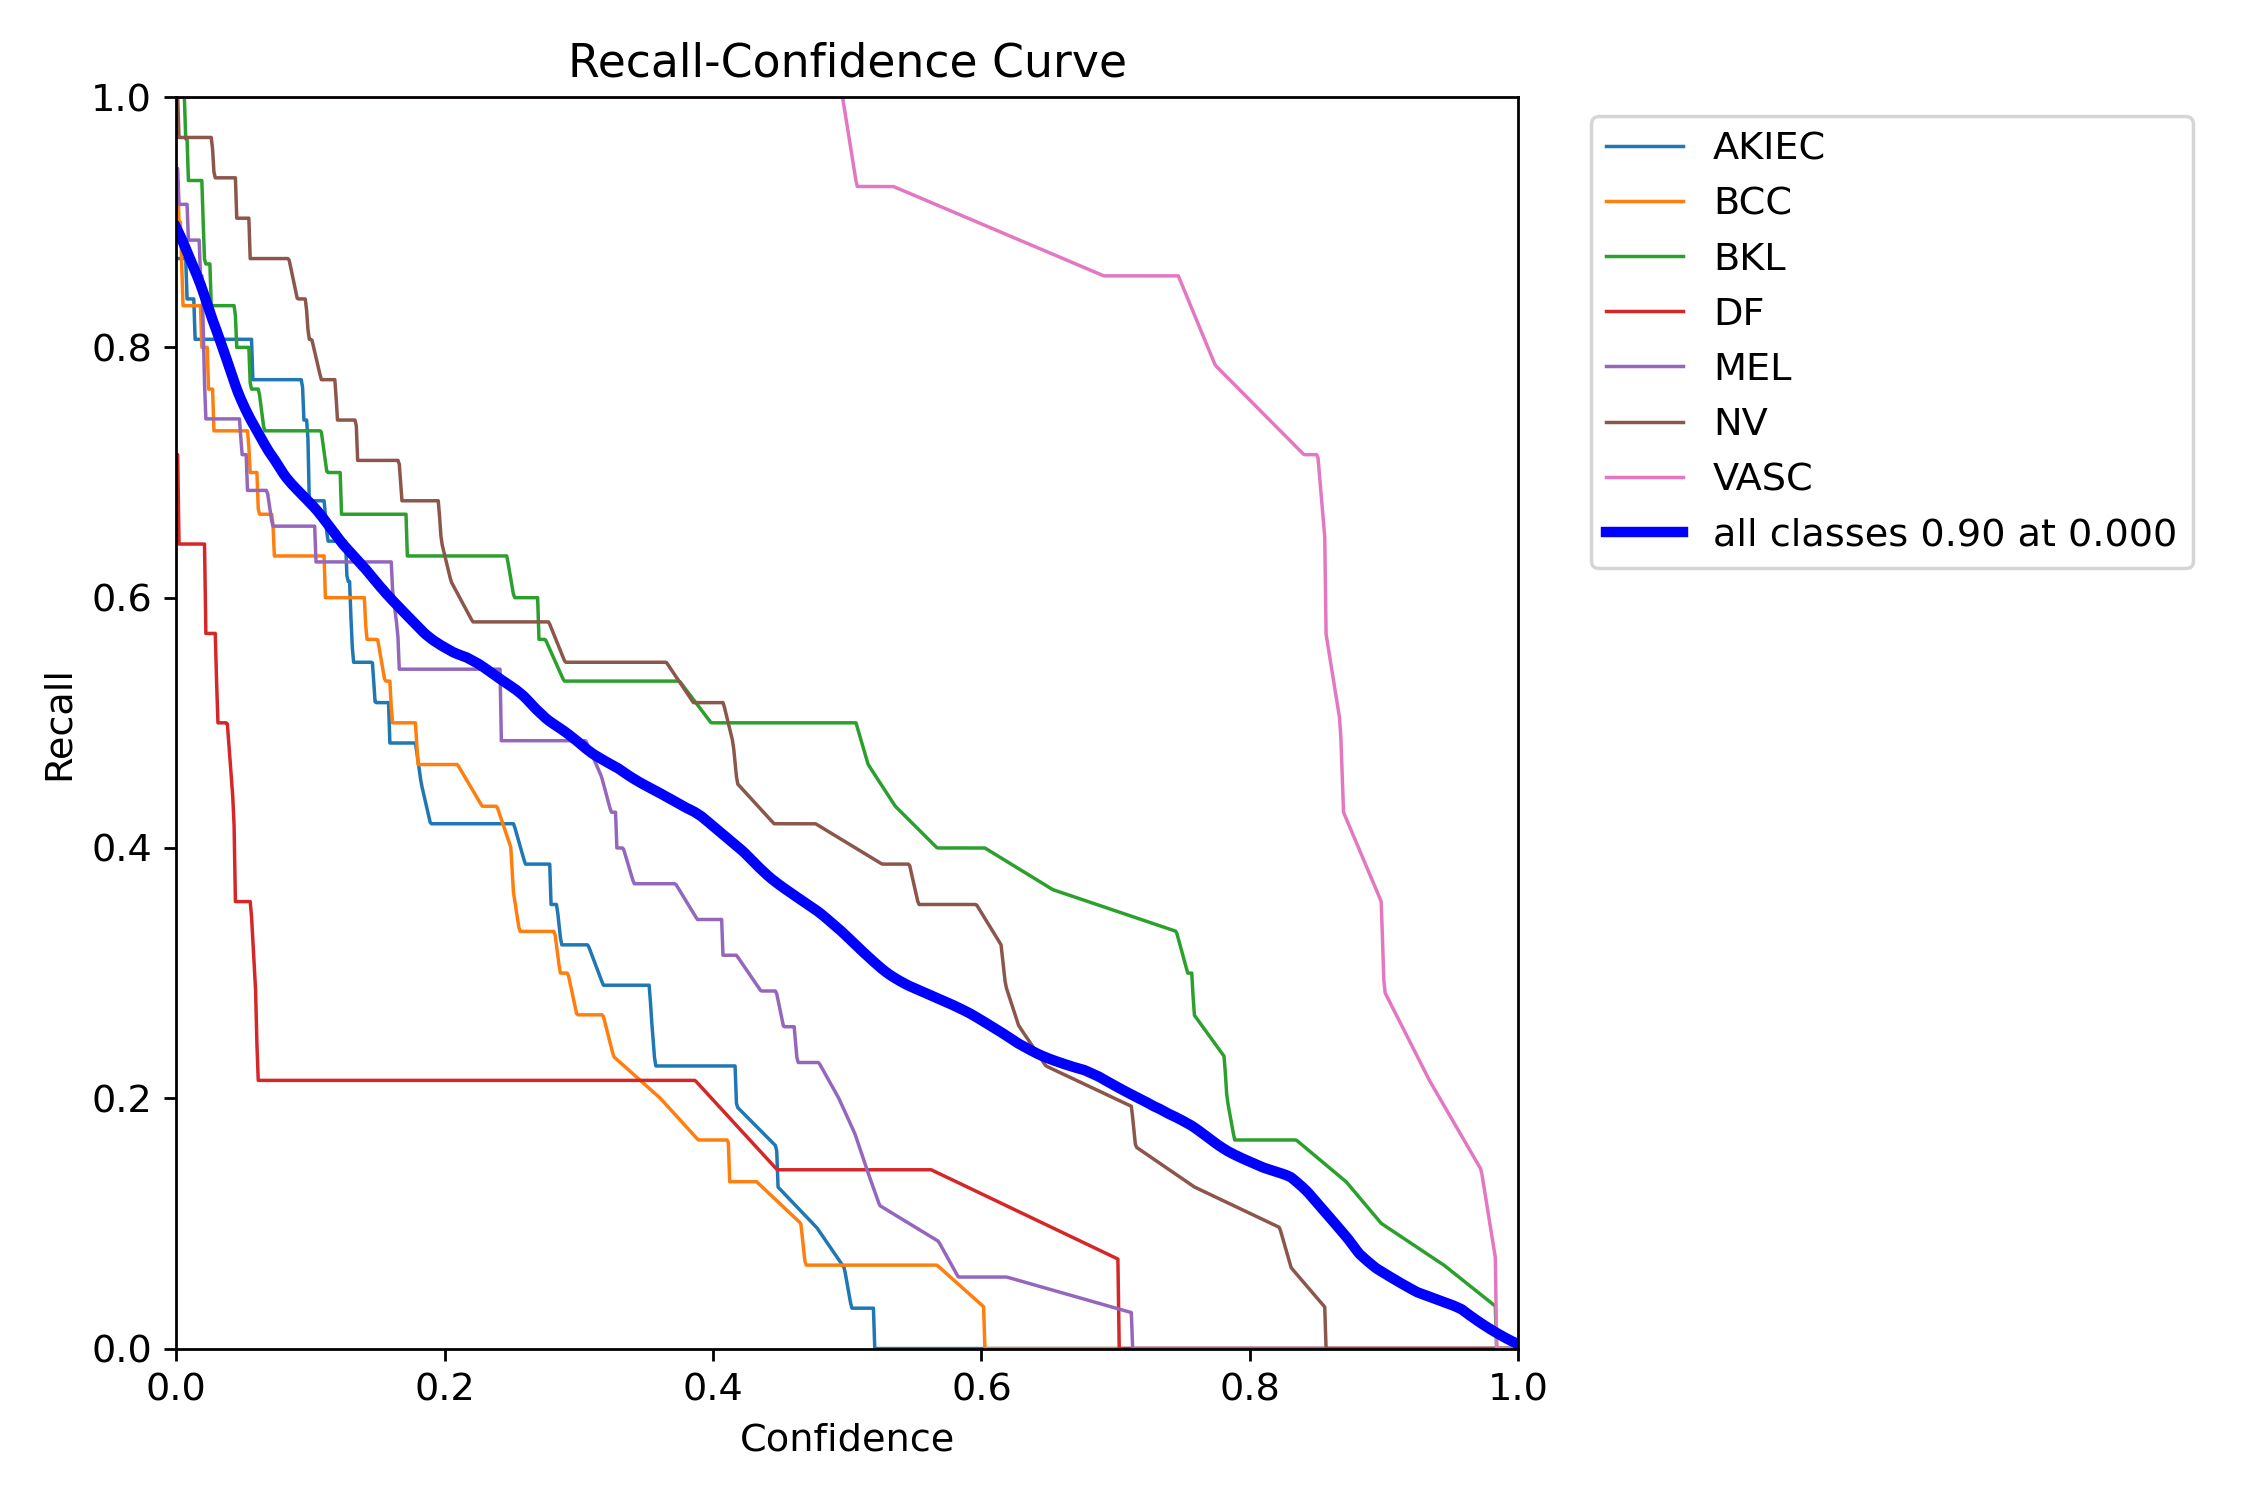 Recall-Confidence Curve
1.0
0.8
0.6
0.4
0.2
0.0
Recall
0.0 0.2 0.4 0.6 0.8 1.0
Confidence
AKIEC
BCC
BKL
DF
MEL
NV
VASC
all classes 0.90 at 0.000